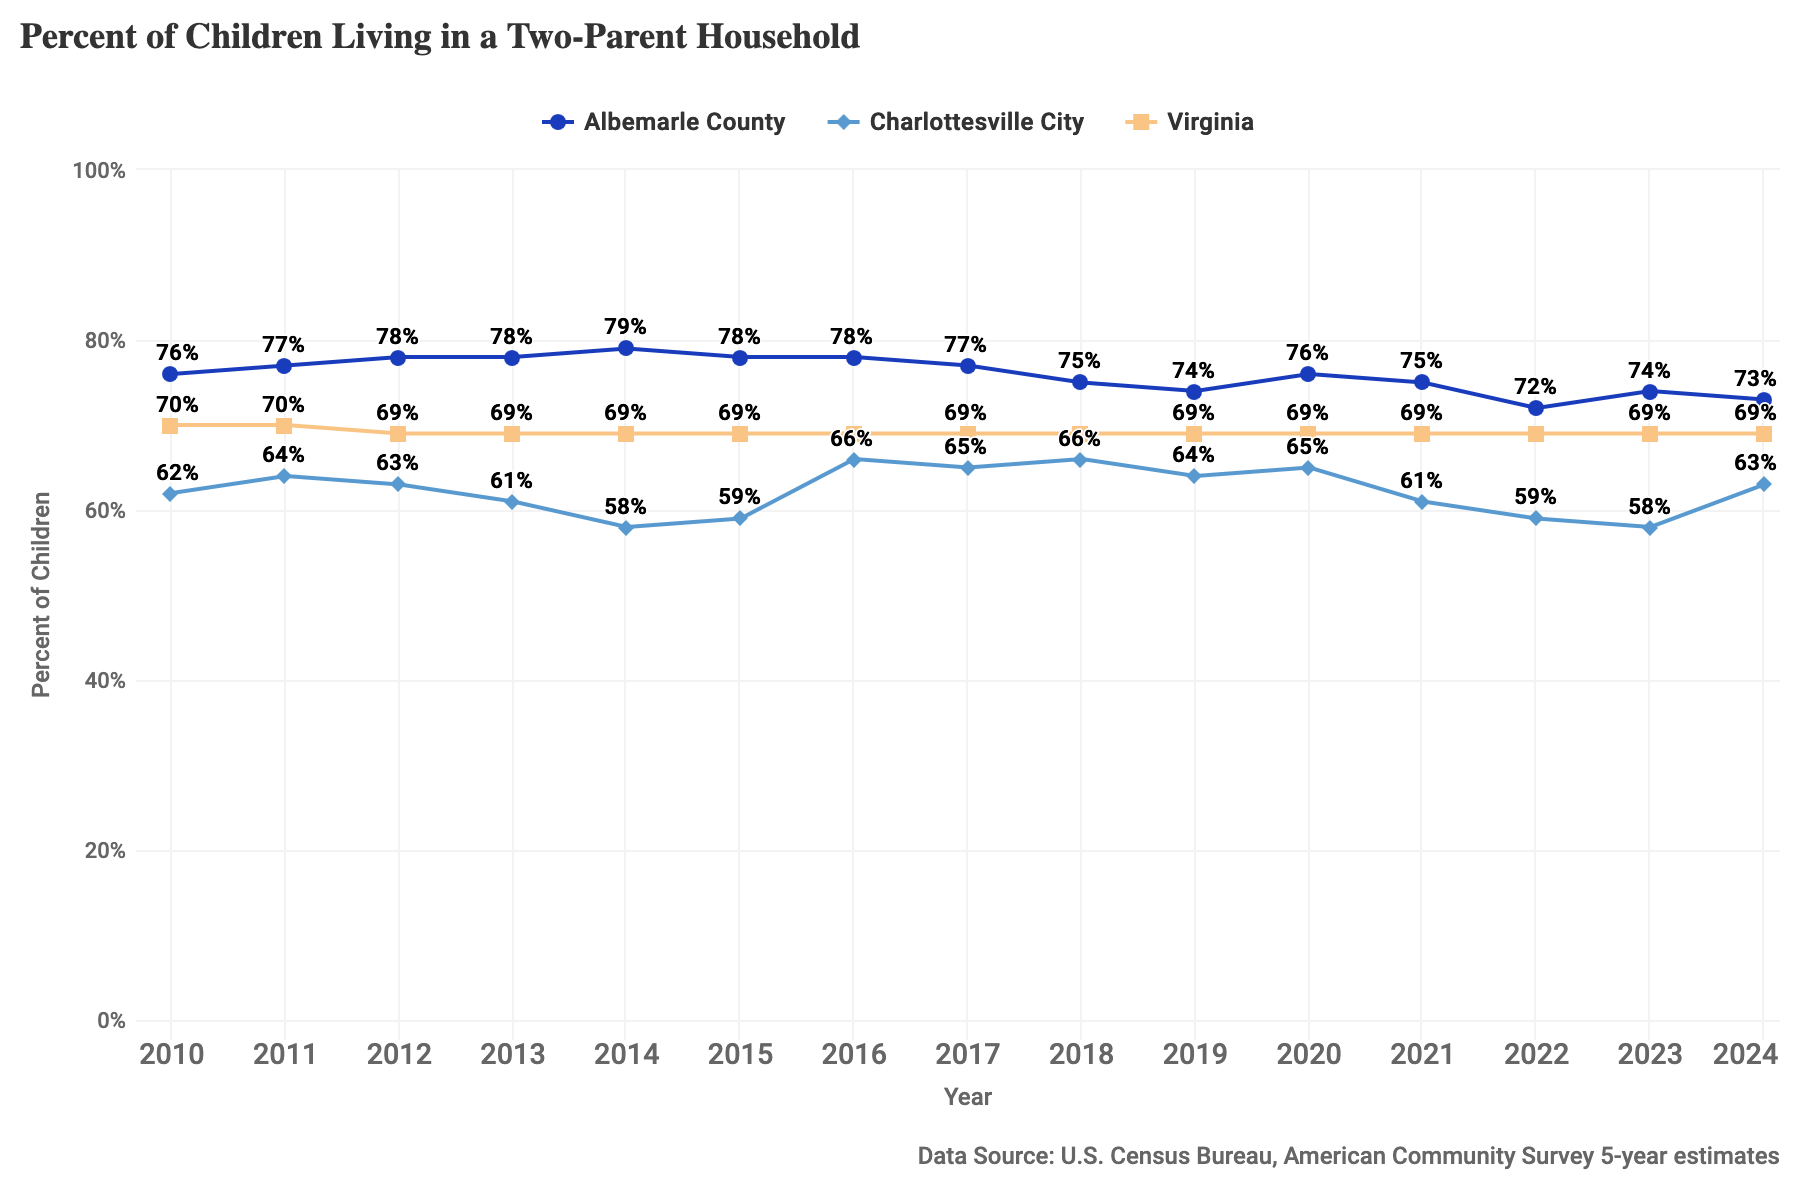 Percent of Children Living in a Two-Parent Household
Albemarle County Charlottesville City Virginia
100%
80%
60%
40%
20%
0%
Percent of Children
76% 77% 78% 78% 79% 78% 78% 77% 75% 74% 76% 75% 72% 74% 73%
70% 70% 69% 69% 69% 69% 69% 69% 69% 69% 69% 69%
62% 64% 63% 61% 58% 59% 66% 65% 66% 64% 65% 61% 59% 58% 63%
2010 2011 2012 2013 2014 2015 2016 2017 2018 2019 2020 2021 2022 2023 2024
Year
Data Source: U.S. Census Bureau, American Community Survey 5-year estimates